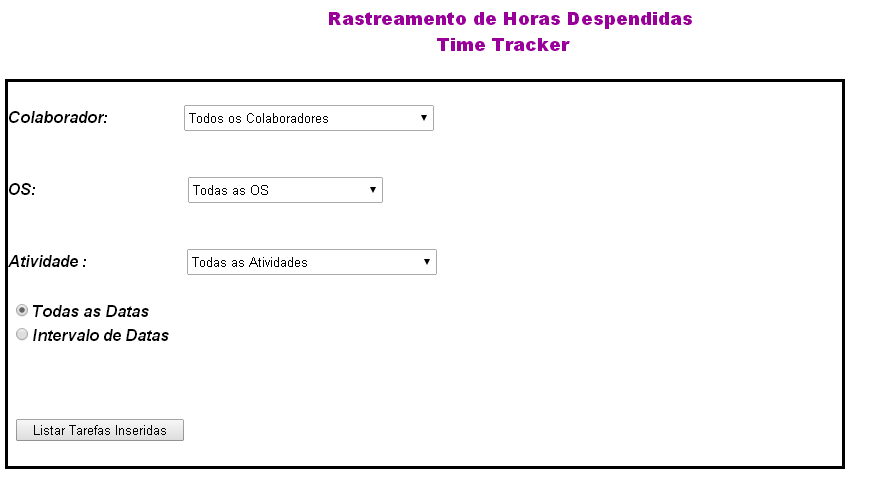 Rastreamento de Horas Despendidas
Time Tracker
Colaborador: Todos os Colaboradores
OS: Todas as OS
Atividade : Todas as Atividades
Todas as Datas
Intervalo de Datas
Listar Tarefas Inseridas